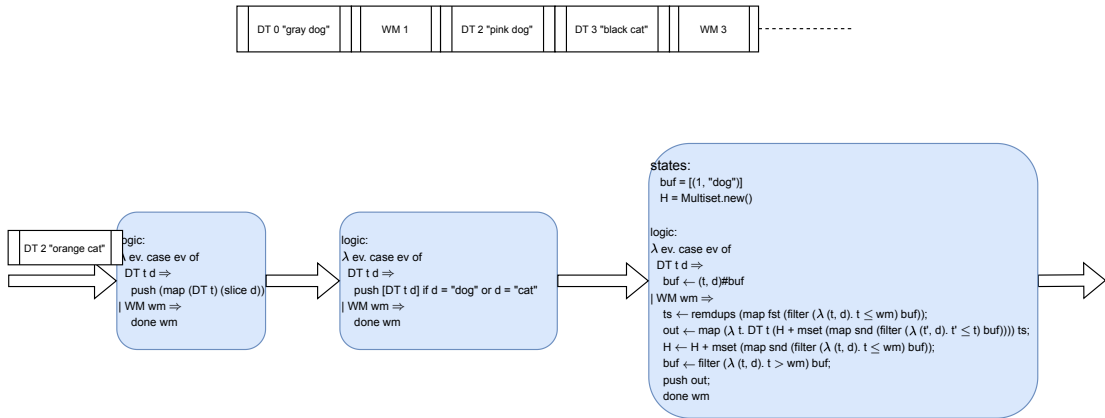 DT 0 "gray dog"
WM 1
DT 2 "pink dog"
DT 3 "black cat"
WM 3
DT 2 "orange cat"
logic:
λ ev. case ev of
DT t d ⇒
push (map (DT t) (slice d))
| WM wm ⇒
done wm
logic:
λ ev. case ev of
DT t d ⇒
push [DT t d] if d = "dog" or d = "cat"
| WM wm ⇒
done wm
states:
buf = [(1, "dog")]
H = Multiset.new()
logic:
λ ev. case ev of
DT t d ⇒
buf ← (t, d)#buf
| WM wm ⇒
ts ← remdups (map fst (filter (λ (t, d). t ≤ wm) buf));
out ← map (λ t. DT t (H + mset (map snd (filter (λ (t', d). t' ≤ t) buf)))) ts;
H ← H + mset (map snd (filter (λ (t, d). t ≤ wm) buf));
buf ← filter (λ (t, d). t > wm) buf;
push out;
done wm